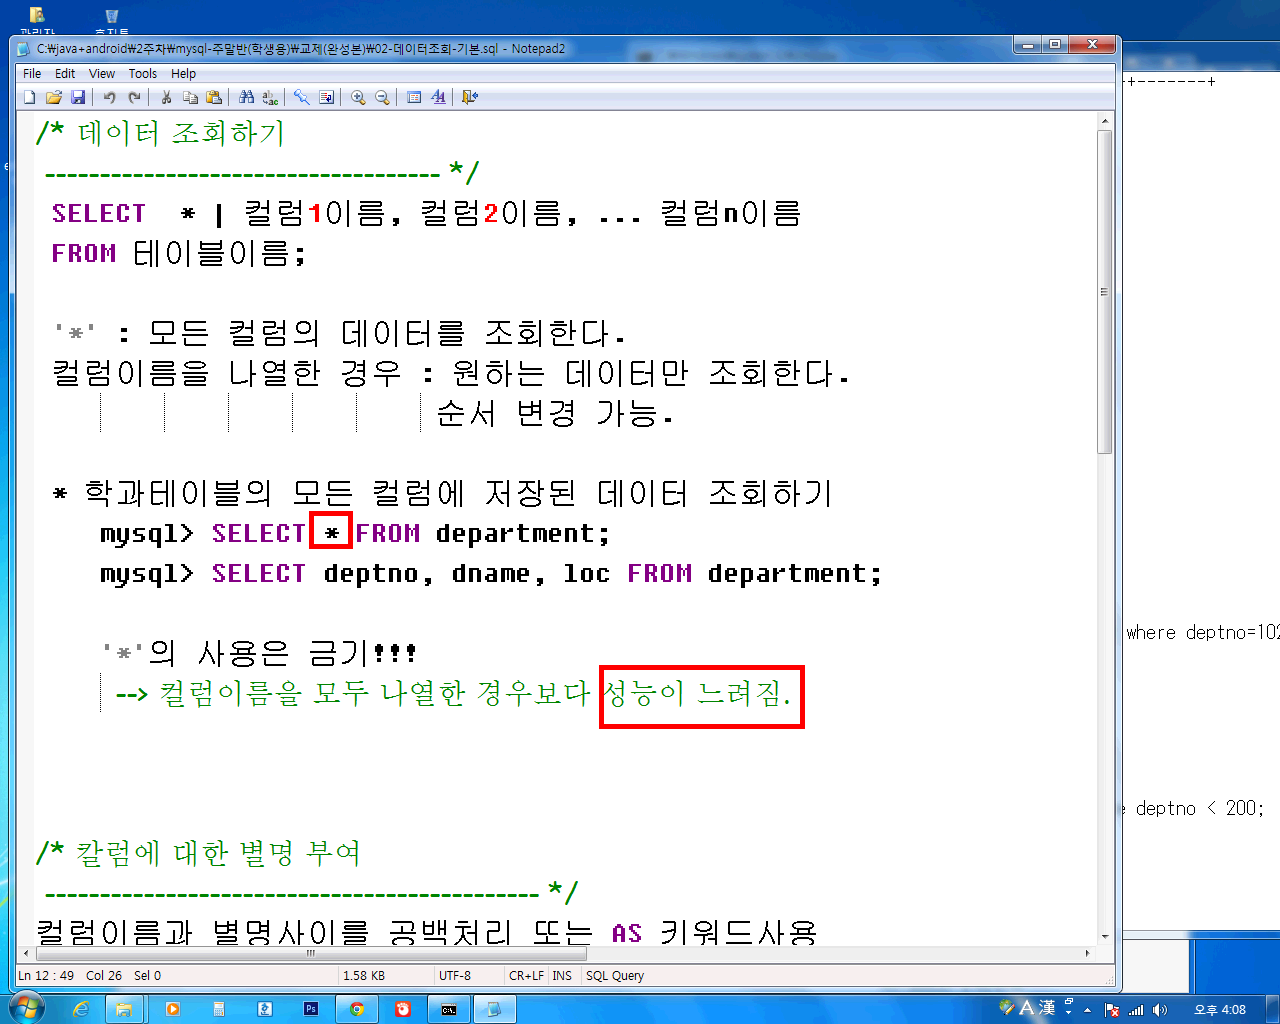 관리자
휴지통
C:\java+android\2주차\mysql-주말반(학생용)\교제(완성본)\02-데이터조회-기본.sql - Notepad2
File Edit View Tools Help
/* 데이터 조회하기
------------------------------------ */
SELECT * | 컬럼1이름, 컬럼2이름, ... 컬럼n이름
FROM 테이블이름;
'*' : 모든 컬럼의 데이터를 조회한다.
컬럼이름을 나열한 경우 : 원하는 데이터만 조회한다.
순서 변경 가능.
* 학과테이블의 모든 컬럼에 저장된 데이터 조회하기
mysql> SELECT * FROM department;
mysql> SELECT deptno, dname, loc FROM department;
'*'의 사용은 금기!!!
--> 컬럼이름을 모두 나열한 경우보다 성능이 느려짐.
/* 칼럼에 대한 별명 부여
--------------------------------------------- */
컬럼이름과 별명사이를 공백처리 또는 AS 키워드사용
+-------+
where deptno=102
e deptno < 200;
Ln 12 : 49 Col 26 Sel 0 1.58 KB UTF-8 CR+LF INS SQL Query
A 漢 오후 4:08